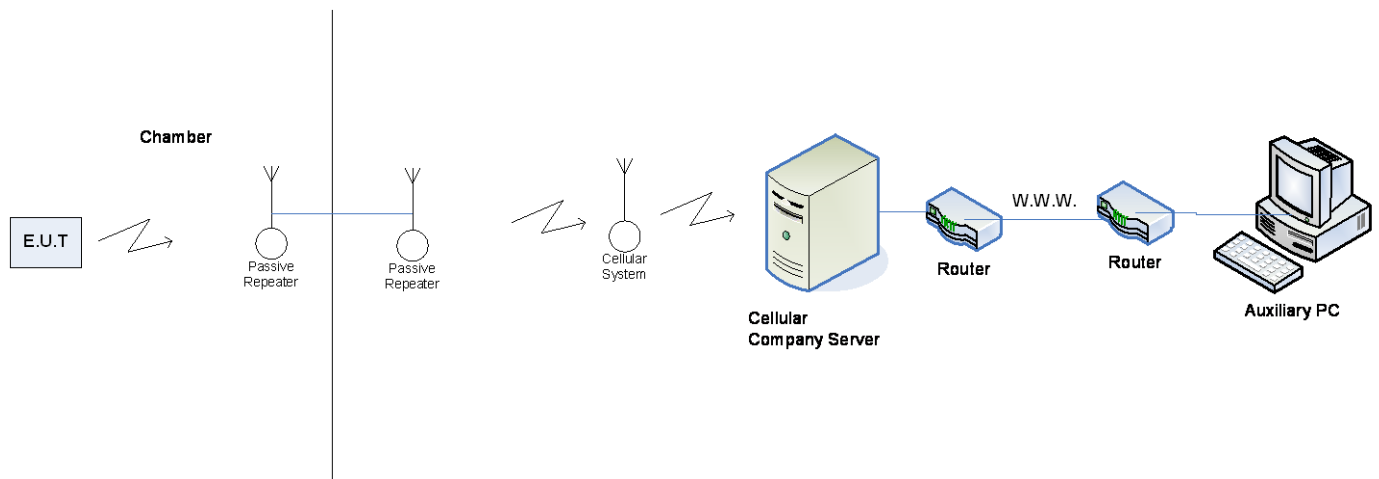 Chamber
E.U.T
Passive
Repeater
Passive
Repeater
Cellular
System
Cellular
Company Server
Router
W.W.W.
Router
Auxiliary PC